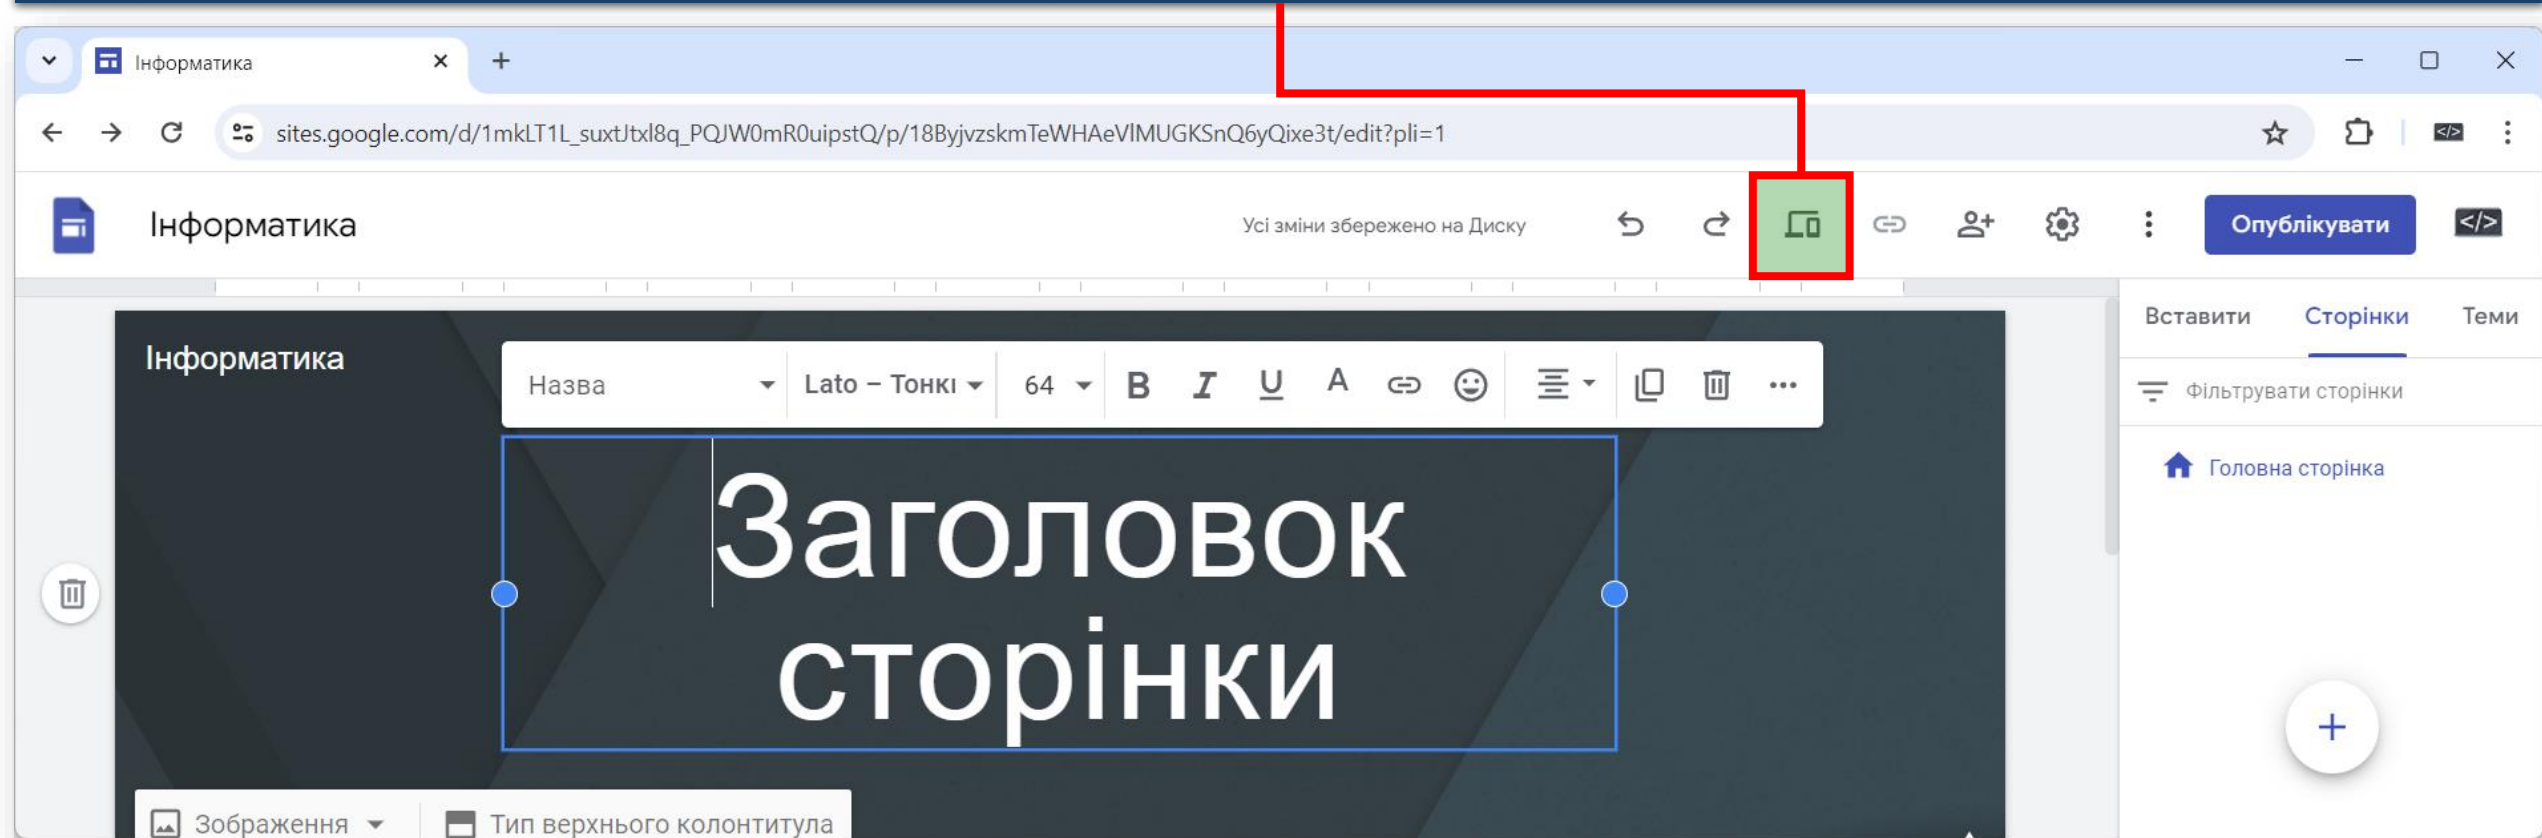 Інформатика
sites.google.com/d/1mkLT1L_suxtJtxl8q_PQJW0mR0uipstQ/p/18ByjvzskmTeWHAeVlMUGKSnQ6yQixe3t/edit?pli=1
Інформатика
Усі зміни збережено на Диску
Опублікувати
Вставити Сторінки Теми
Інформатика
Назва
Lato – Тонкі
64
B I U A
Фільтрувати сторінки
Головна сторінка
Заголовок
сторінки
Зображення
Тип верхнього колонтитула